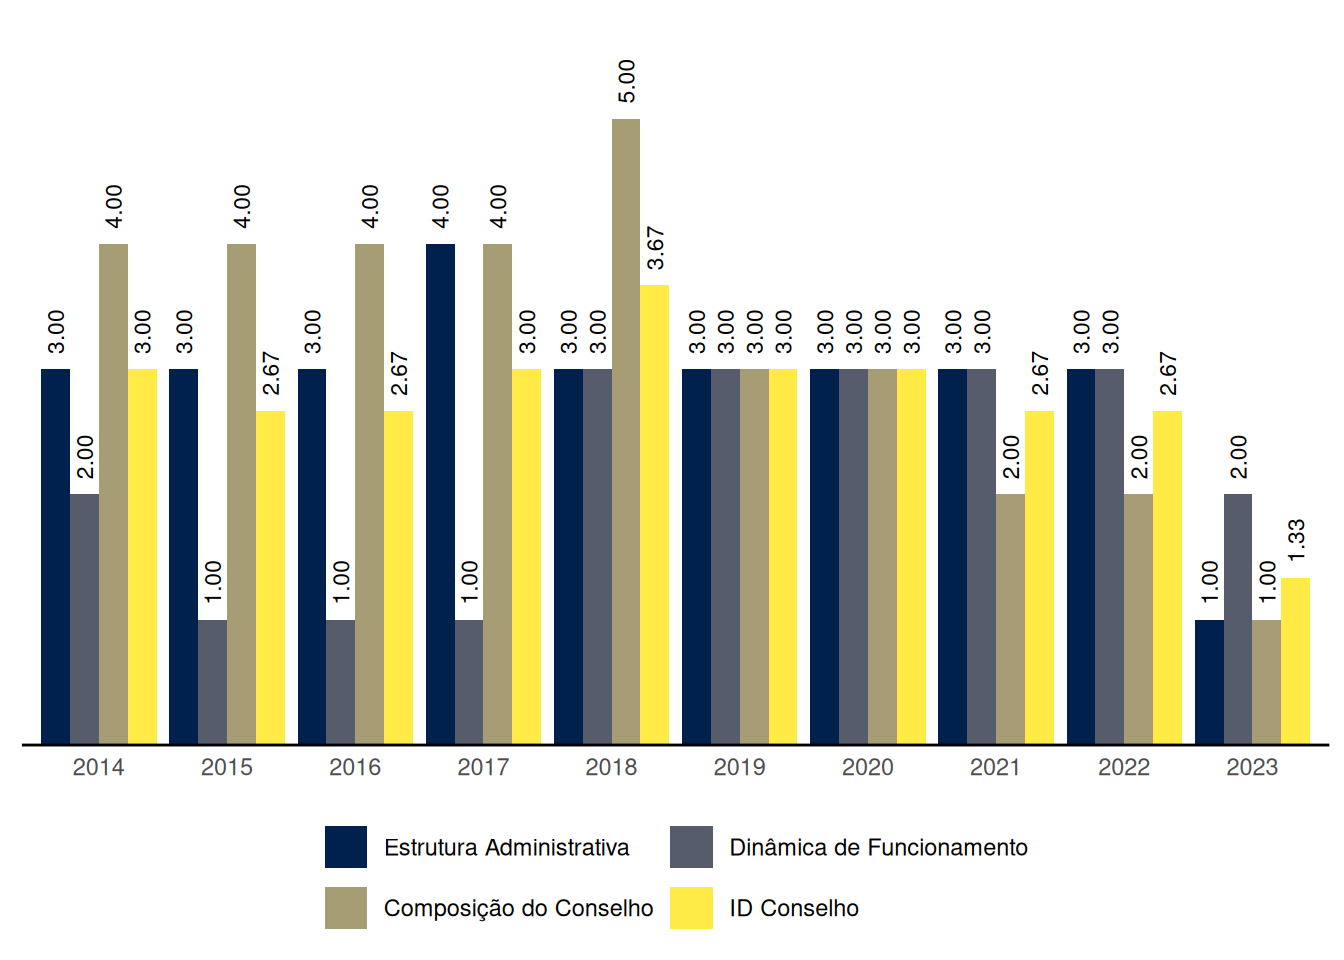 3.00 2.00 4.00 3.00
3.00 1.00 4.00 2.67
3.00 1.00 4.00 2.67
4.00 1.00 4.00 3.00
3.00 3.00 5.00 3.67
3.00 3.00 3.00 3.00
3.00 3.00 3.00 3.00
3.00 3.00 2.00 2.67
3.00 3.00 2.00 2.67
1.00 2.00 1.00 1.33
2014 2015 2016 2017 2018 2019 2020 2021 2022 2023
Estrutura Administrativa Dinâmica de Funcionamento
Composição do Conselho ID Conselho